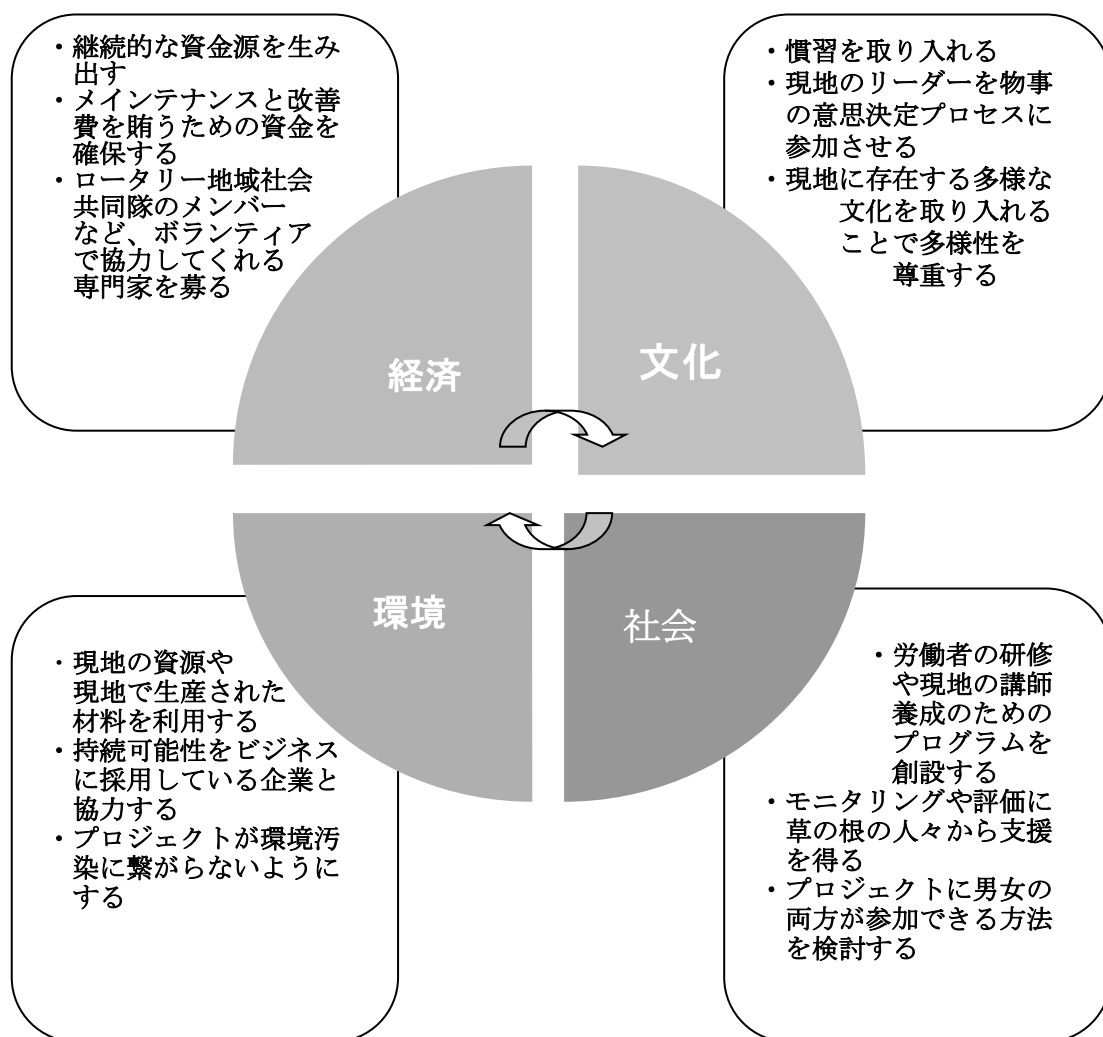 ・継続的な資金源を生み
出す
・メインテナンスと改善
費を賄うための資金を
確保する
・ロータリー地域社会
共同隊のメンバー
など、ボランティア
で協力してくれる
専門家を募る
・慣習を取り入れる
・現地のリーダーを物事
の意思決定プロセスに
参加させる
・現地に存在する多様な
文化を取り入れる
ことで多様性を
尊重する
経済
文化
環境
社会
・現地の資源や
現地で生産された
材料を利用する
・持続可能性をビジネス
に採用している企業と
協力する
・プロジェクトが環境汚
染に繋がらないように
する
・労働者の研修
や現地の講師
養成のための
プログラムを
創設する
・モニタリングや評価に
草の根の人々から支援
を得る
・プロジェクトに男女の
両方が参加できる方法
を検討する